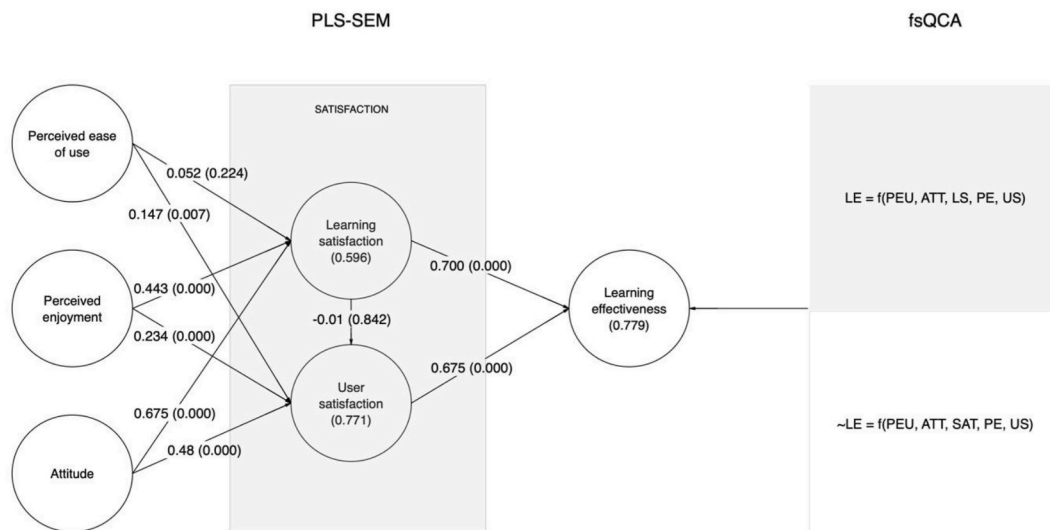 PLS-SEM
fsQCA
SATISFACTION
Perceived ease
of use
0.052 (0.224)
0.147 (0.007)
Learning
satisfaction
(0.596)
LE = f(PEU, ATT, LS, PE, US)
0.700 (0.000)
0.443 (0.000)
Perceived
enjoyment
Learning
effectiveness
(0.779)
-0.01 (0.842)
0.234 (0.000)
0.675 (0.000)
User
satisfaction
(0.771)
0.675 (0.000)
~LE = f(PEU, ATT, SAT, PE, US)
0.48 (0.000)
Attitude